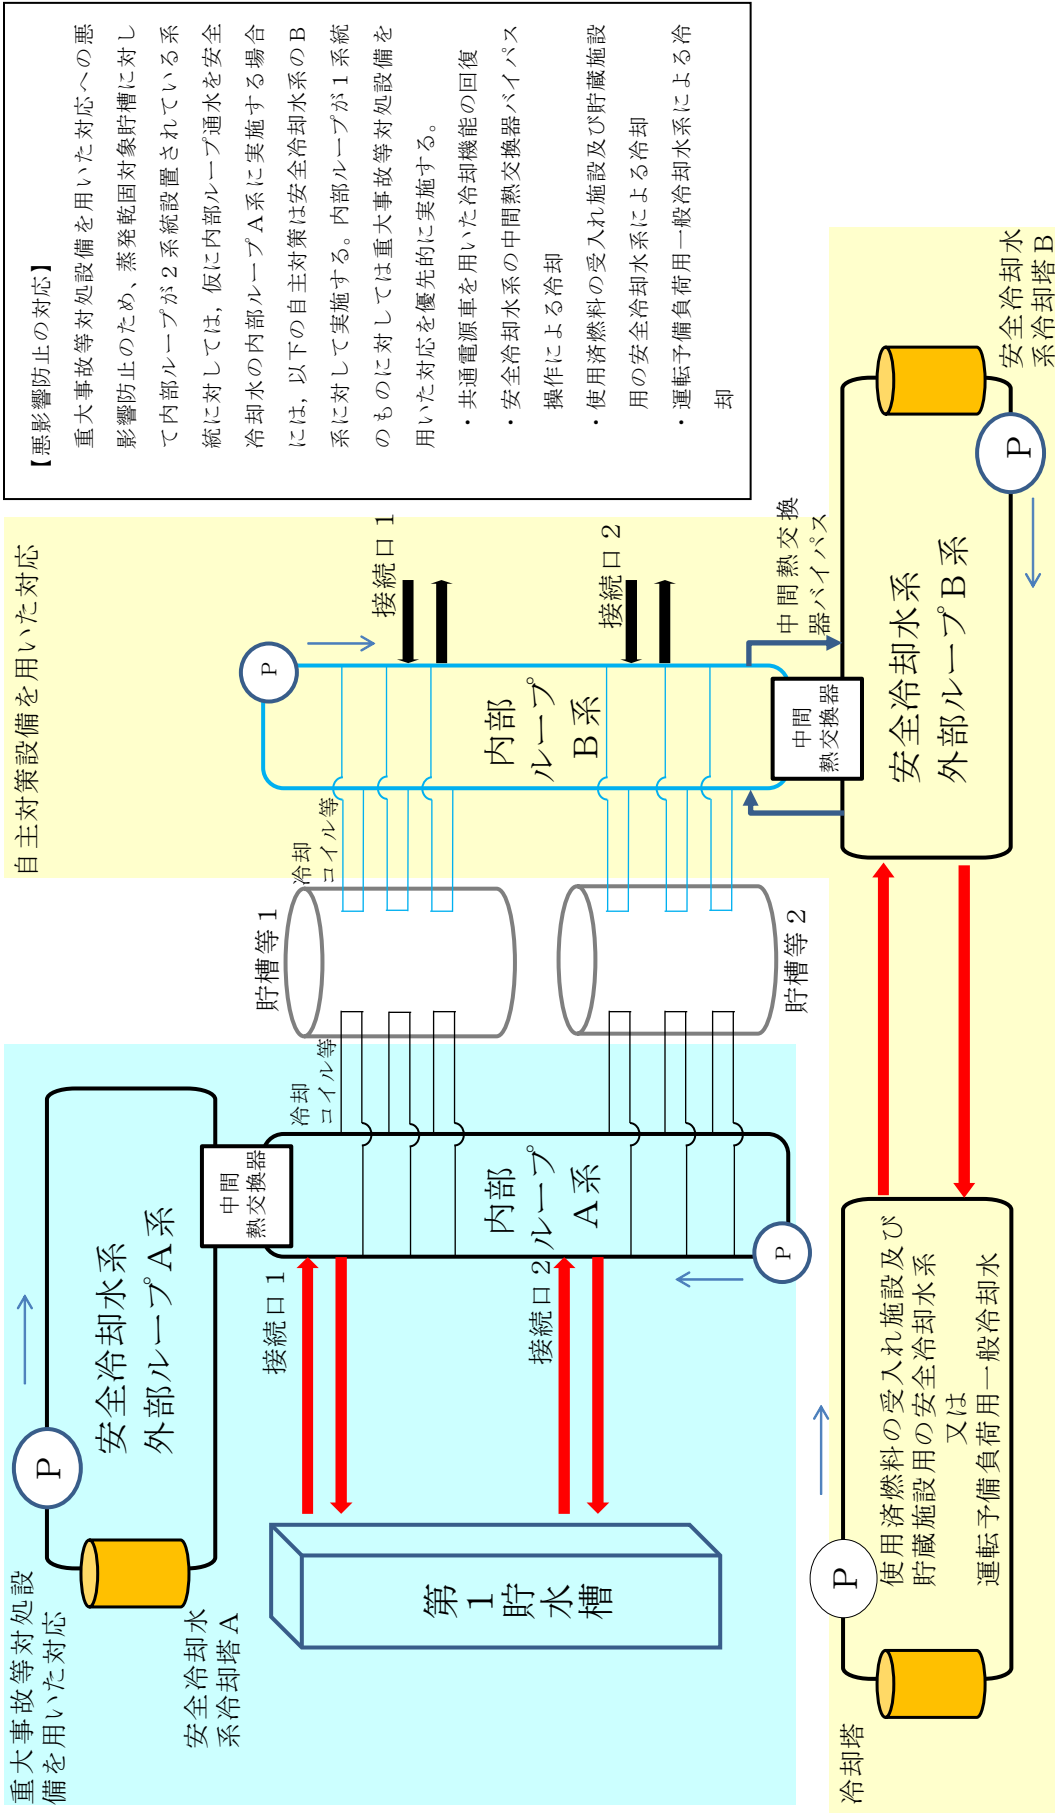 重大事故等対処設
備を用いた対応
安全冷却水
系冷却塔A
P
安全冷却水系
外部ループA系
中間
熱交換器
第1貯水槽
接続口1
接続口2
内部
ループ
A系
P
冷却
コイル等
貯槽等1
貯槽等2
自主対策設備を用いた対応
冷却
コイル等
P
内部
ループ
B系
接続口1
接続口2
中間熱交換
器バイパス
中間
熱交換器
安全冷却水系
外部ループB系
P
安全冷却水
系冷却塔B
冷却塔
P
使用済燃料の受入れ施設及び
貯蔵施設用の安全冷却水系
又は
運転予備負荷用一般冷却水
【悪影響防止の対応】
重大事故等対処設備を用いた対応への悪
影響防止のため、蒸発乾固対象貯槽に対し
て内部ループが2系統設置されている系
統に対しては，仮に内部ループ通水を安全
冷却水の内部ループA系に実施する場合
には，以下の自主対策は安全冷却水系のB
系に対して実施する。内部ループが1系統
のものに対しては重大事故等対処設備を
用いた対応を優先的に実施する。
・共通電源車を用いた冷却機能の回復
・安全冷却水系の中間熱交換器バイパス
操作による冷却
・使用済燃料の受入れ施設及び貯蔵施設
用の安全冷却水系による冷却
・運転予備負荷用一般冷却水系による冷
却